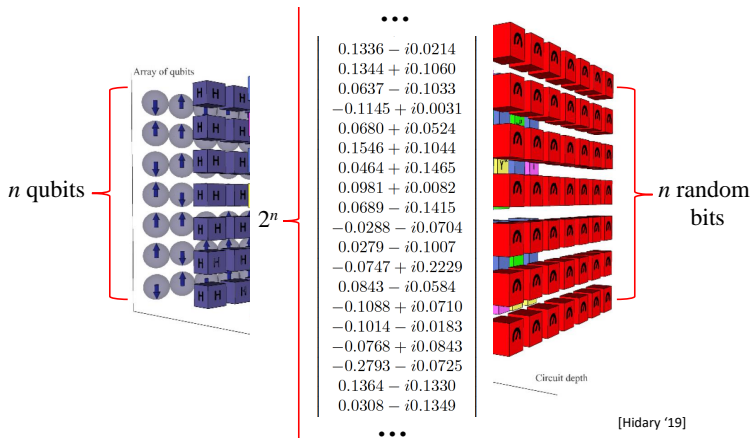 •••
Array of qubits
H H H
H H
H H
H H
H H
H H
H H H
n qubits
2ⁿ
0.1336 − i0.0214
0.1344 + i0.1060
0.0637 − i0.1033
−0.1145 + i0.0031
0.0680 + i0.0524
0.1546 + i0.1044
0.0464 + i0.1465
0.0981 + i0.0082
0.0689 − i0.1415
−0.0288 − i0.0704
0.0279 − i0.1007
−0.0747 + i0.2229
0.0843 − i0.0584
−0.1088 + i0.0710
−0.1014 − i0.0183
−0.0768 + i0.0843
−0.2793 − i0.0725
0.1364 − i0.1330
0.0308 − i0.1349
•••
n random
bits
Circuit depth
[Hidary ‘19]